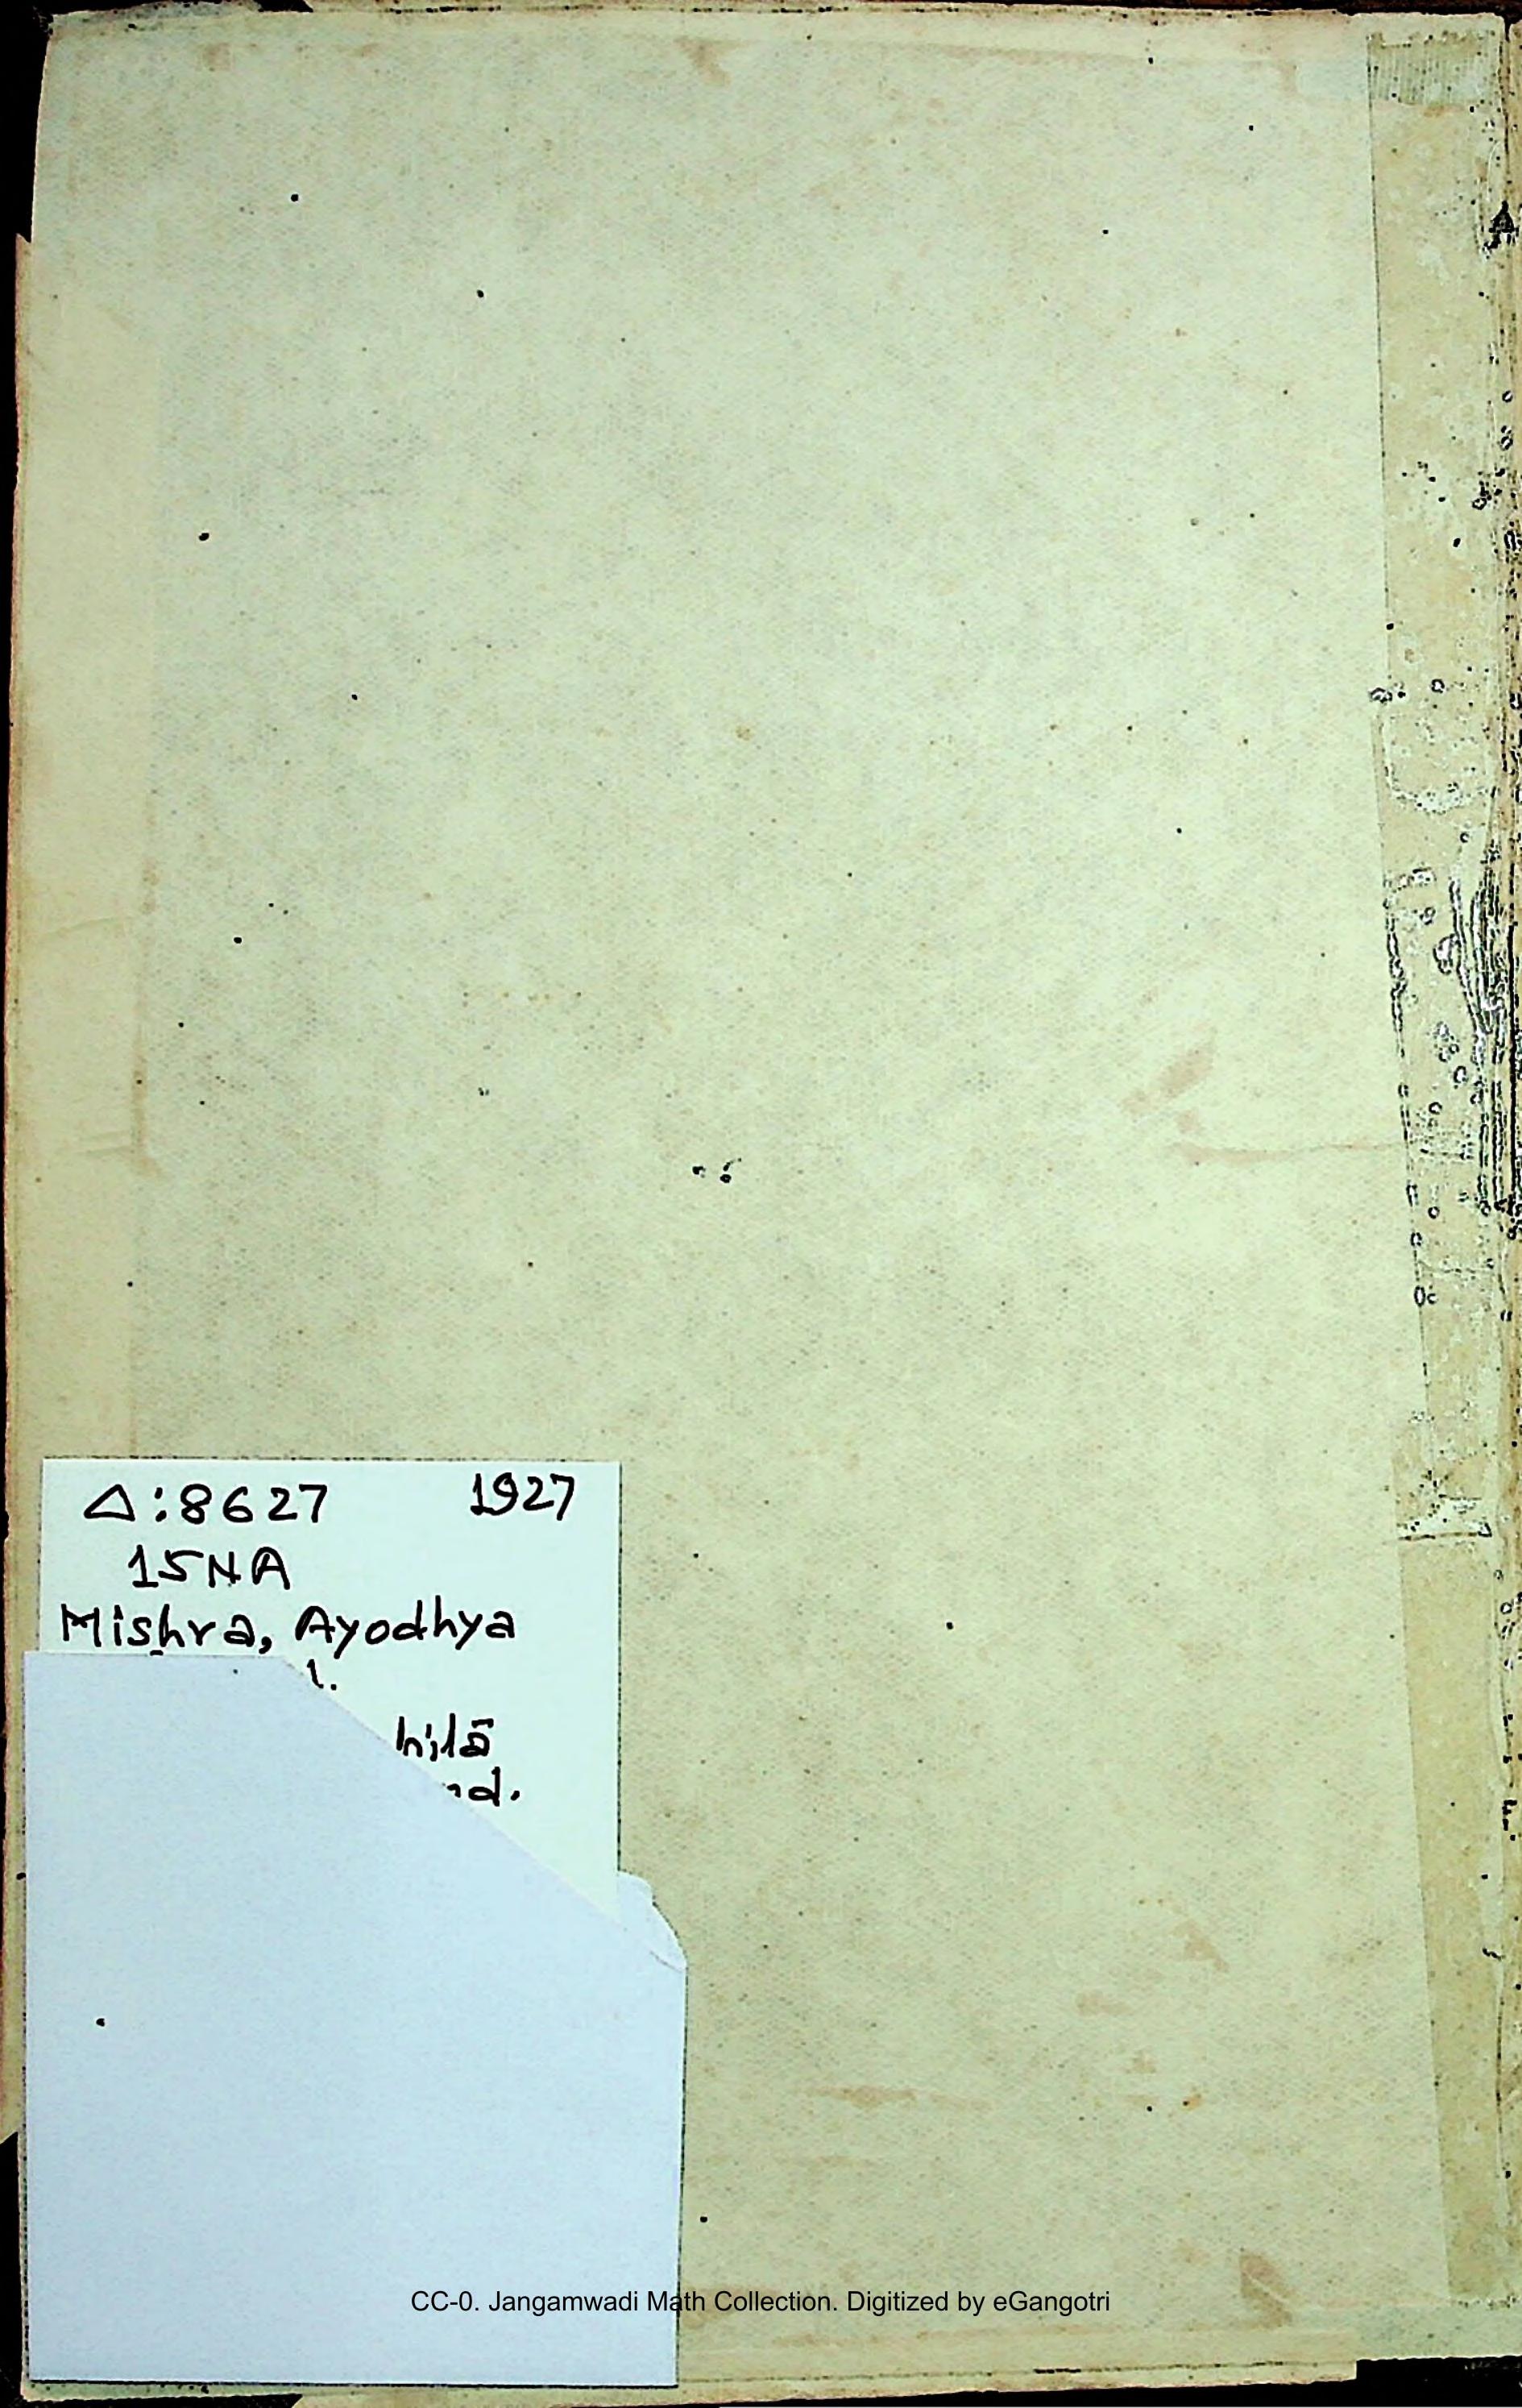 Δ:8627 1927
15NA
Mishra, Ayodhya
CC-0. Jangamwadi Math Collection. Digitized by eGangotri